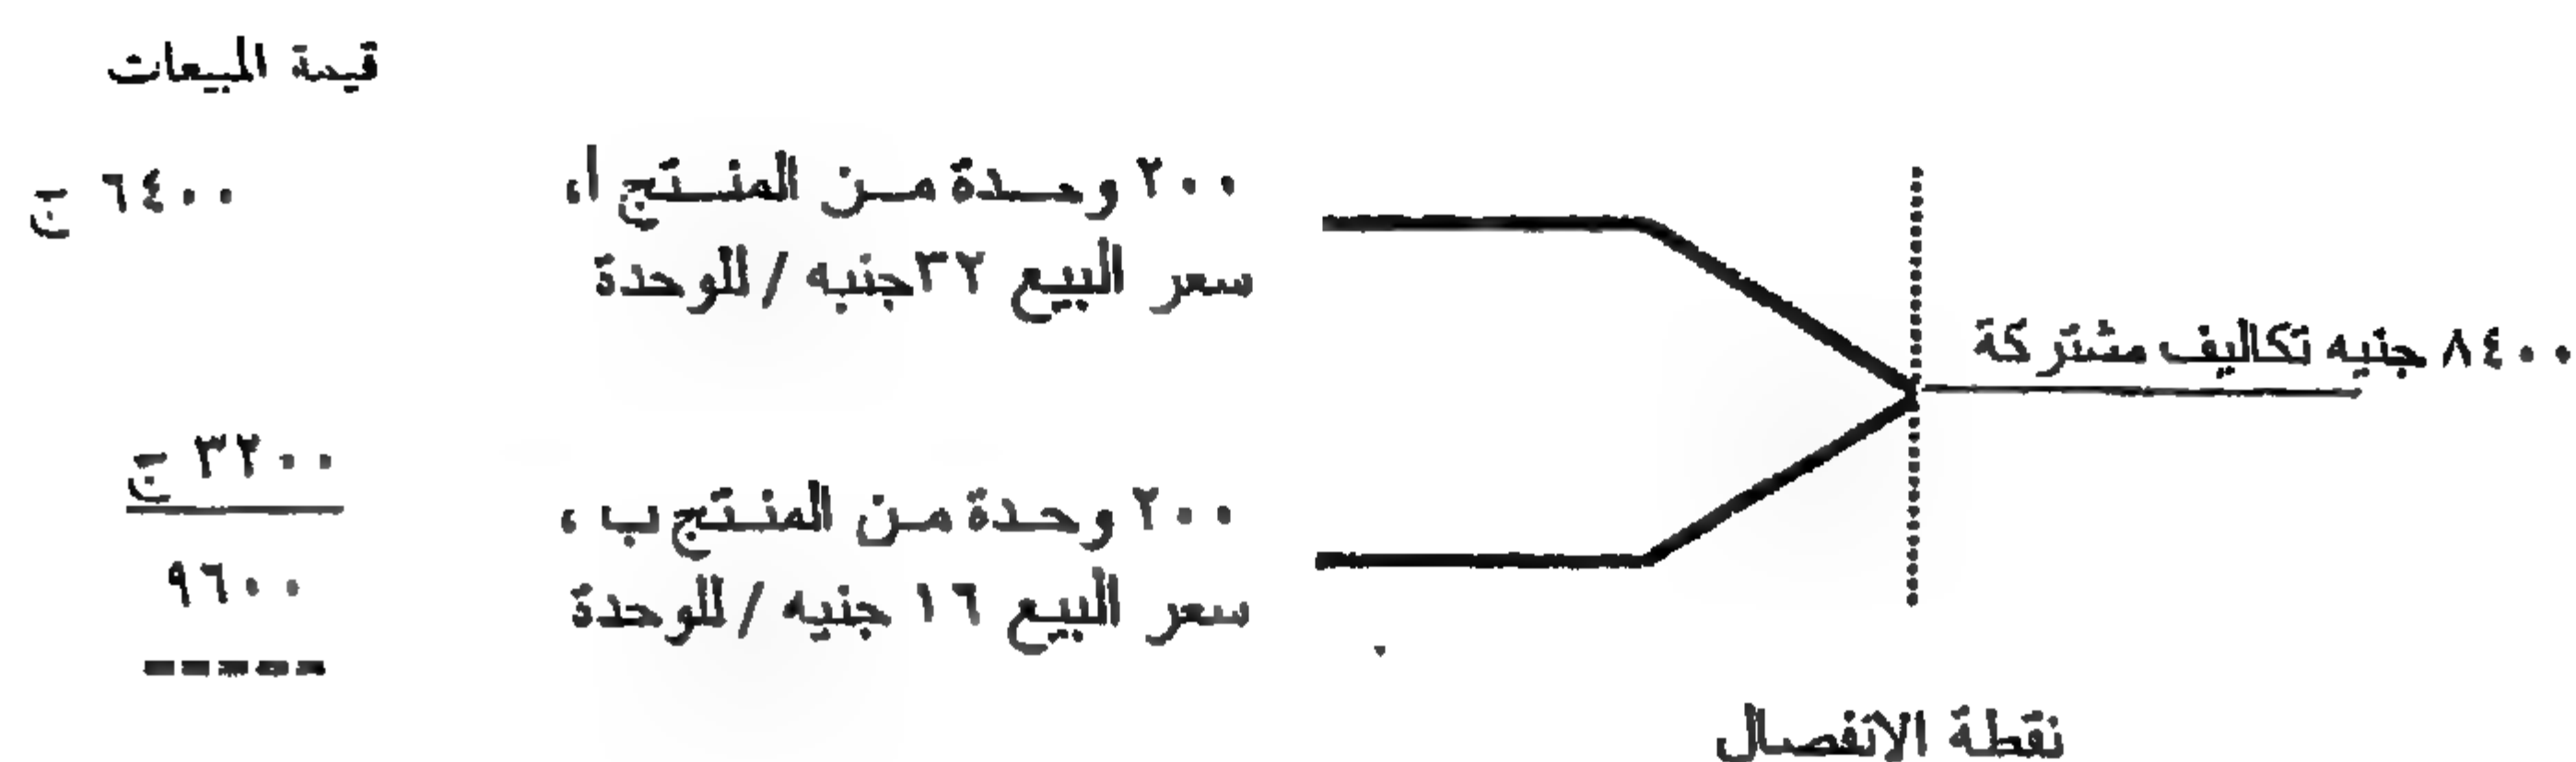 قيمة المبيعات
٢٠٠ وحدة من المنتج أ،
٦٤٠٠ ج
سعر البيع ٣٢جنيه / للوحدة
٨٤٠٠ جنيه تكاليف مشتركة
٣٢٠٠ ج
٢٠٠ وحدة من المنتج ب ،
٩٦٠٠
سعر البيع ١٦ جنيه / للوحدة
نقطة الانفصال